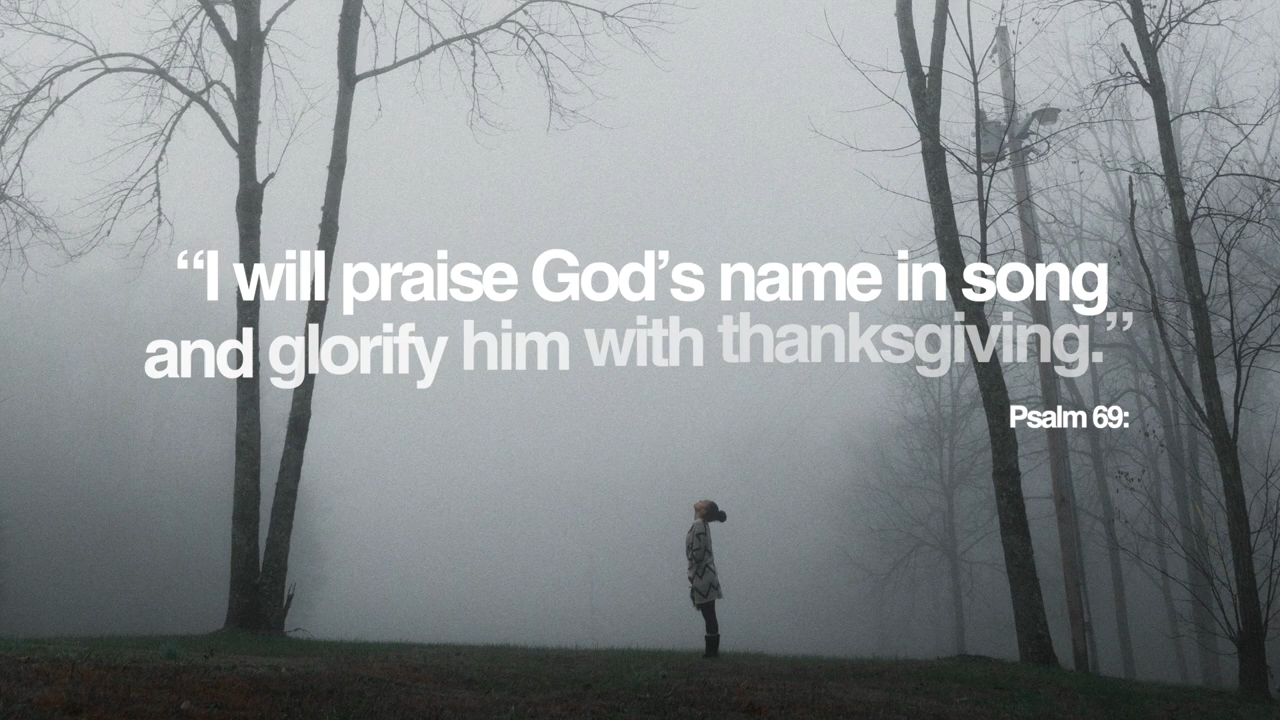 “I will praise God’s name in song
and glorify him with thanksgiving.”
Psalm 69: